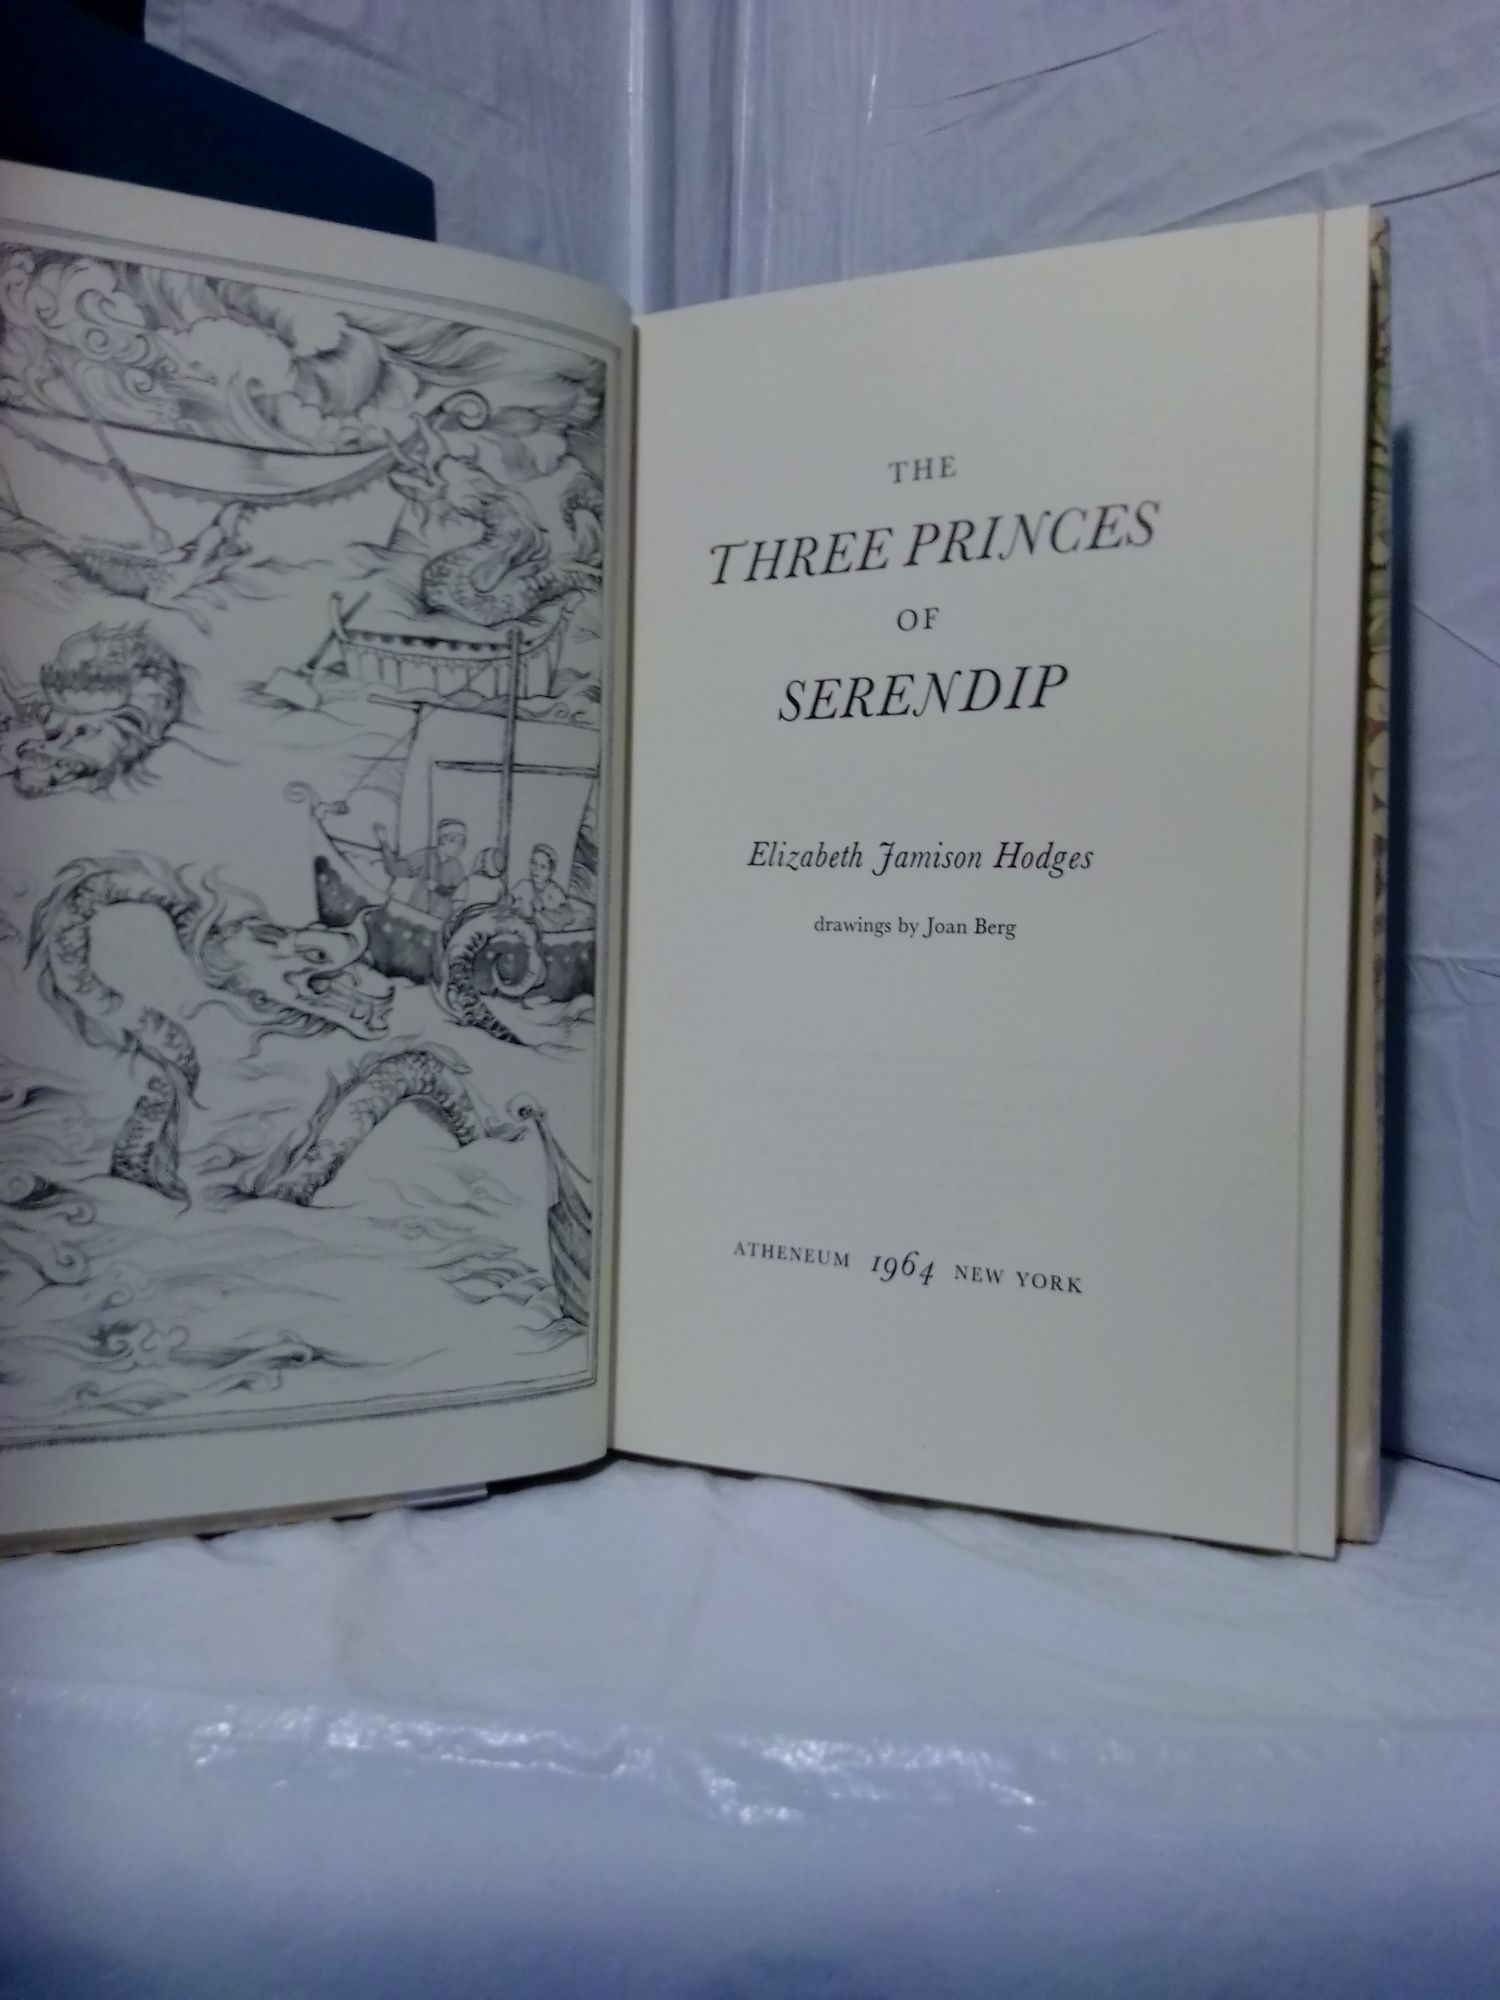 THE
THREE PRINCES
OF
SERENDIP
Elizabeth Jamison Hodges
drawings by Joan Berg
ATHENEUM 1964 NEW YORK